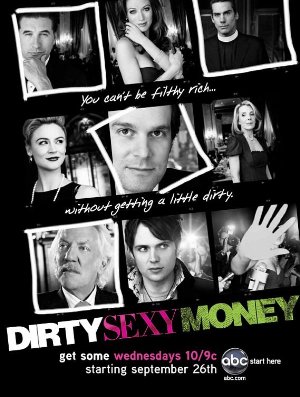 You can't be filthy rich...
without getting a little dirty.
DIRTY SEXY MONEY
get some wednesdays 10/9c
starting september 26th
abc start here
abc.com